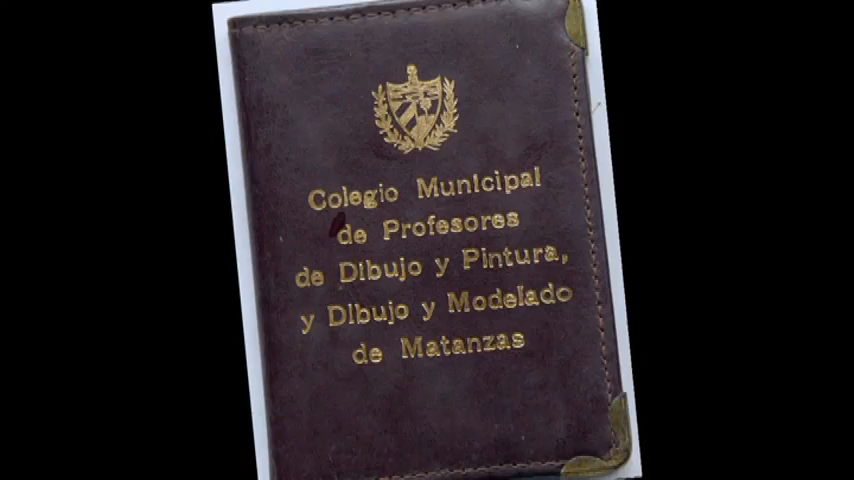 Colegio Municipal
de Profesores
de Dibujo y Pintura,
y Dibujo y Modelado
de Matanzas